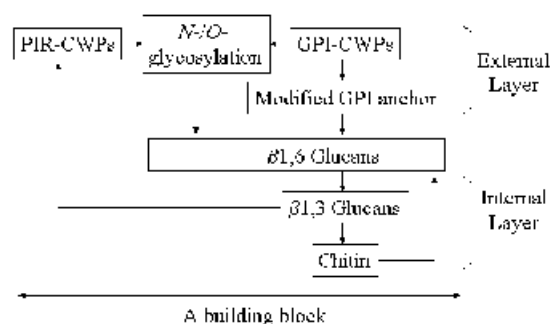 PIR-CWPs
N-/O-
glycosylation
GPI-CWPs
Modified GPI anchor
External
Layer
β1,6 Glucans
β1,3 Glucans
Internal
Layer
Chitin
A building block